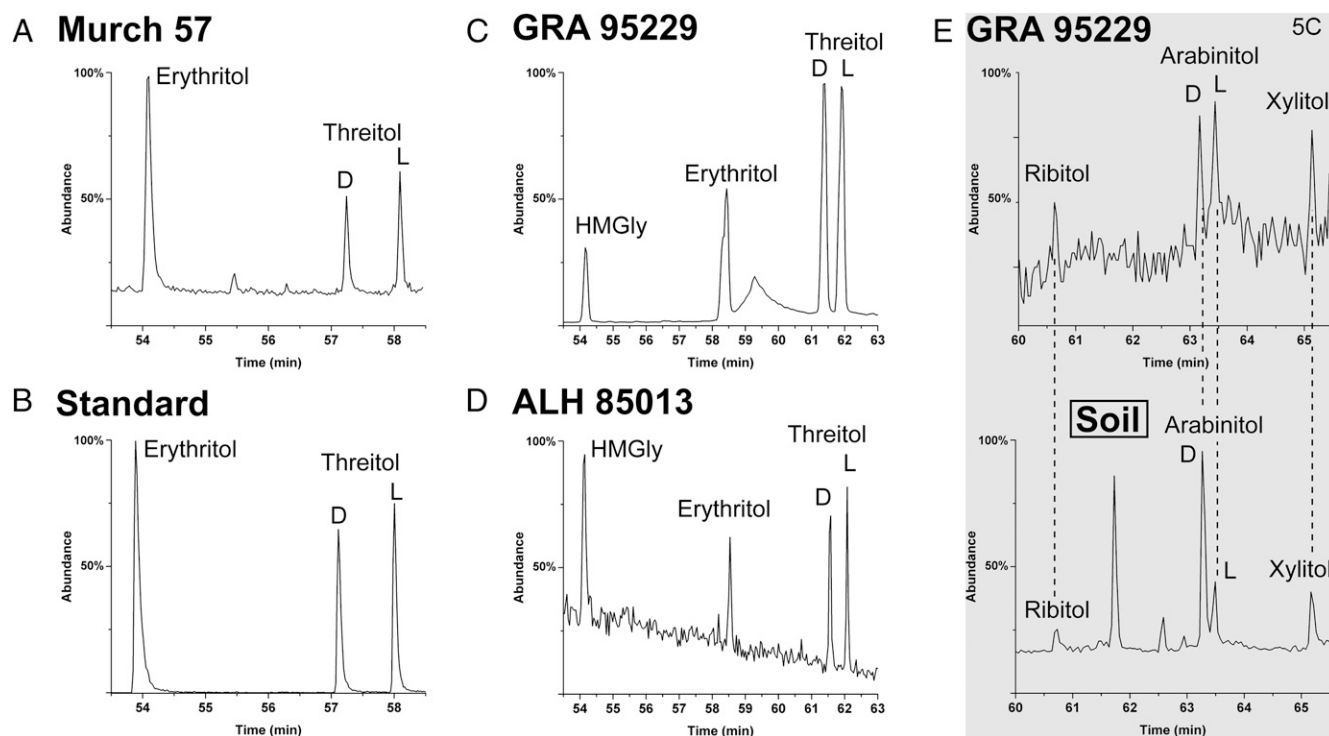 A Murch 57
100%
50%
Abundance
Erythritol
Threitol
D
L
54 55 56 57 58
Time (min)
B Standard
100%
50%
Abundance
Erythritol
Threitol
D
L
54 55 56 57 58
Time (min)
C GRA 95229
100%
50%
Abundance
HMGly
Erythritol
Threitol
D L
54 55 56 57 58 59 60 61 62 63
Time (min)
D ALH 85013
100%
50%
Abundance
HMGly
Erythritol
Threitol
L
D
54 55 56 57 58 59 60 61 62 63
Time (min)
E GRA 95229 5C
100%
50%
Abundance
Ribitol
Arabinitol
D L
Xylitol
60 61 62 63 64 65
Time (min)
Soil
100%
50%
Abundance
Ribitol
Arabinitol
D
L
Xylitol
60 61 62 63 64 65
Time (min)